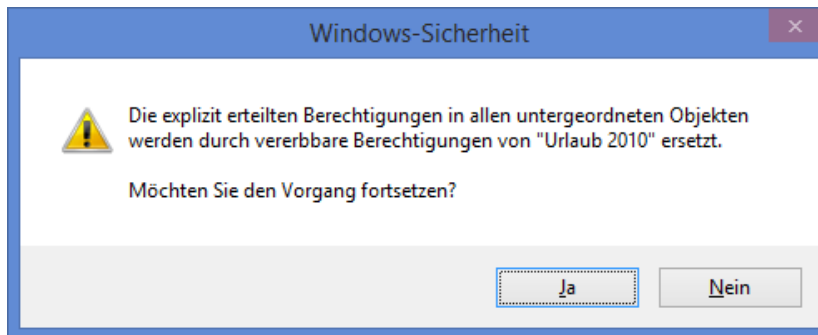 Windows-Sicherheit
Die explizit erteilten Berechtigungen in allen untergeordneten Objekten
werden durch vererbbare Berechtigungen von "Urlaub 2010" ersetzt.
Möchten Sie den Vorgang fortsetzen?
Ja
Nein